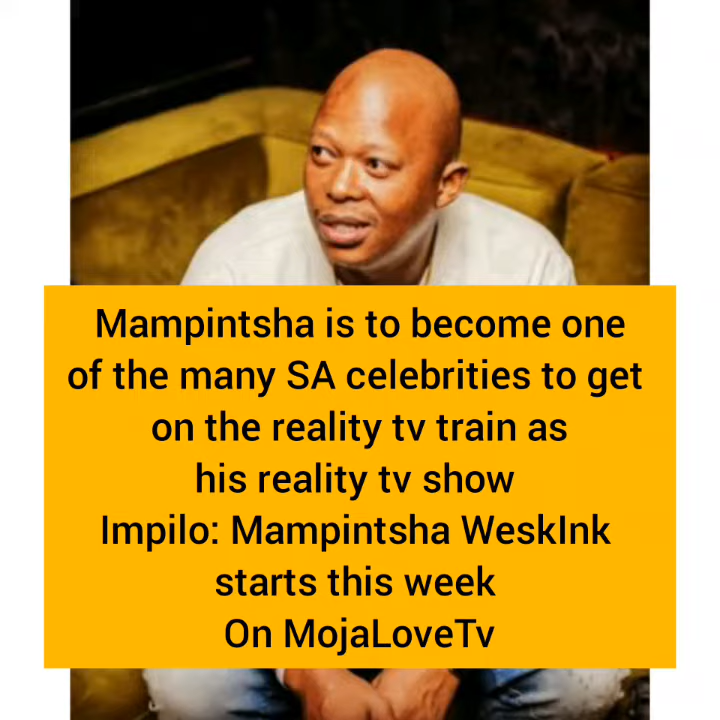 Mampintsha is to become one
of the many SA celebrities to get
on the reality tv train as
his reality tv show
Impilo: Mampintsha WeskInk
starts this week
On MojaLoveTv